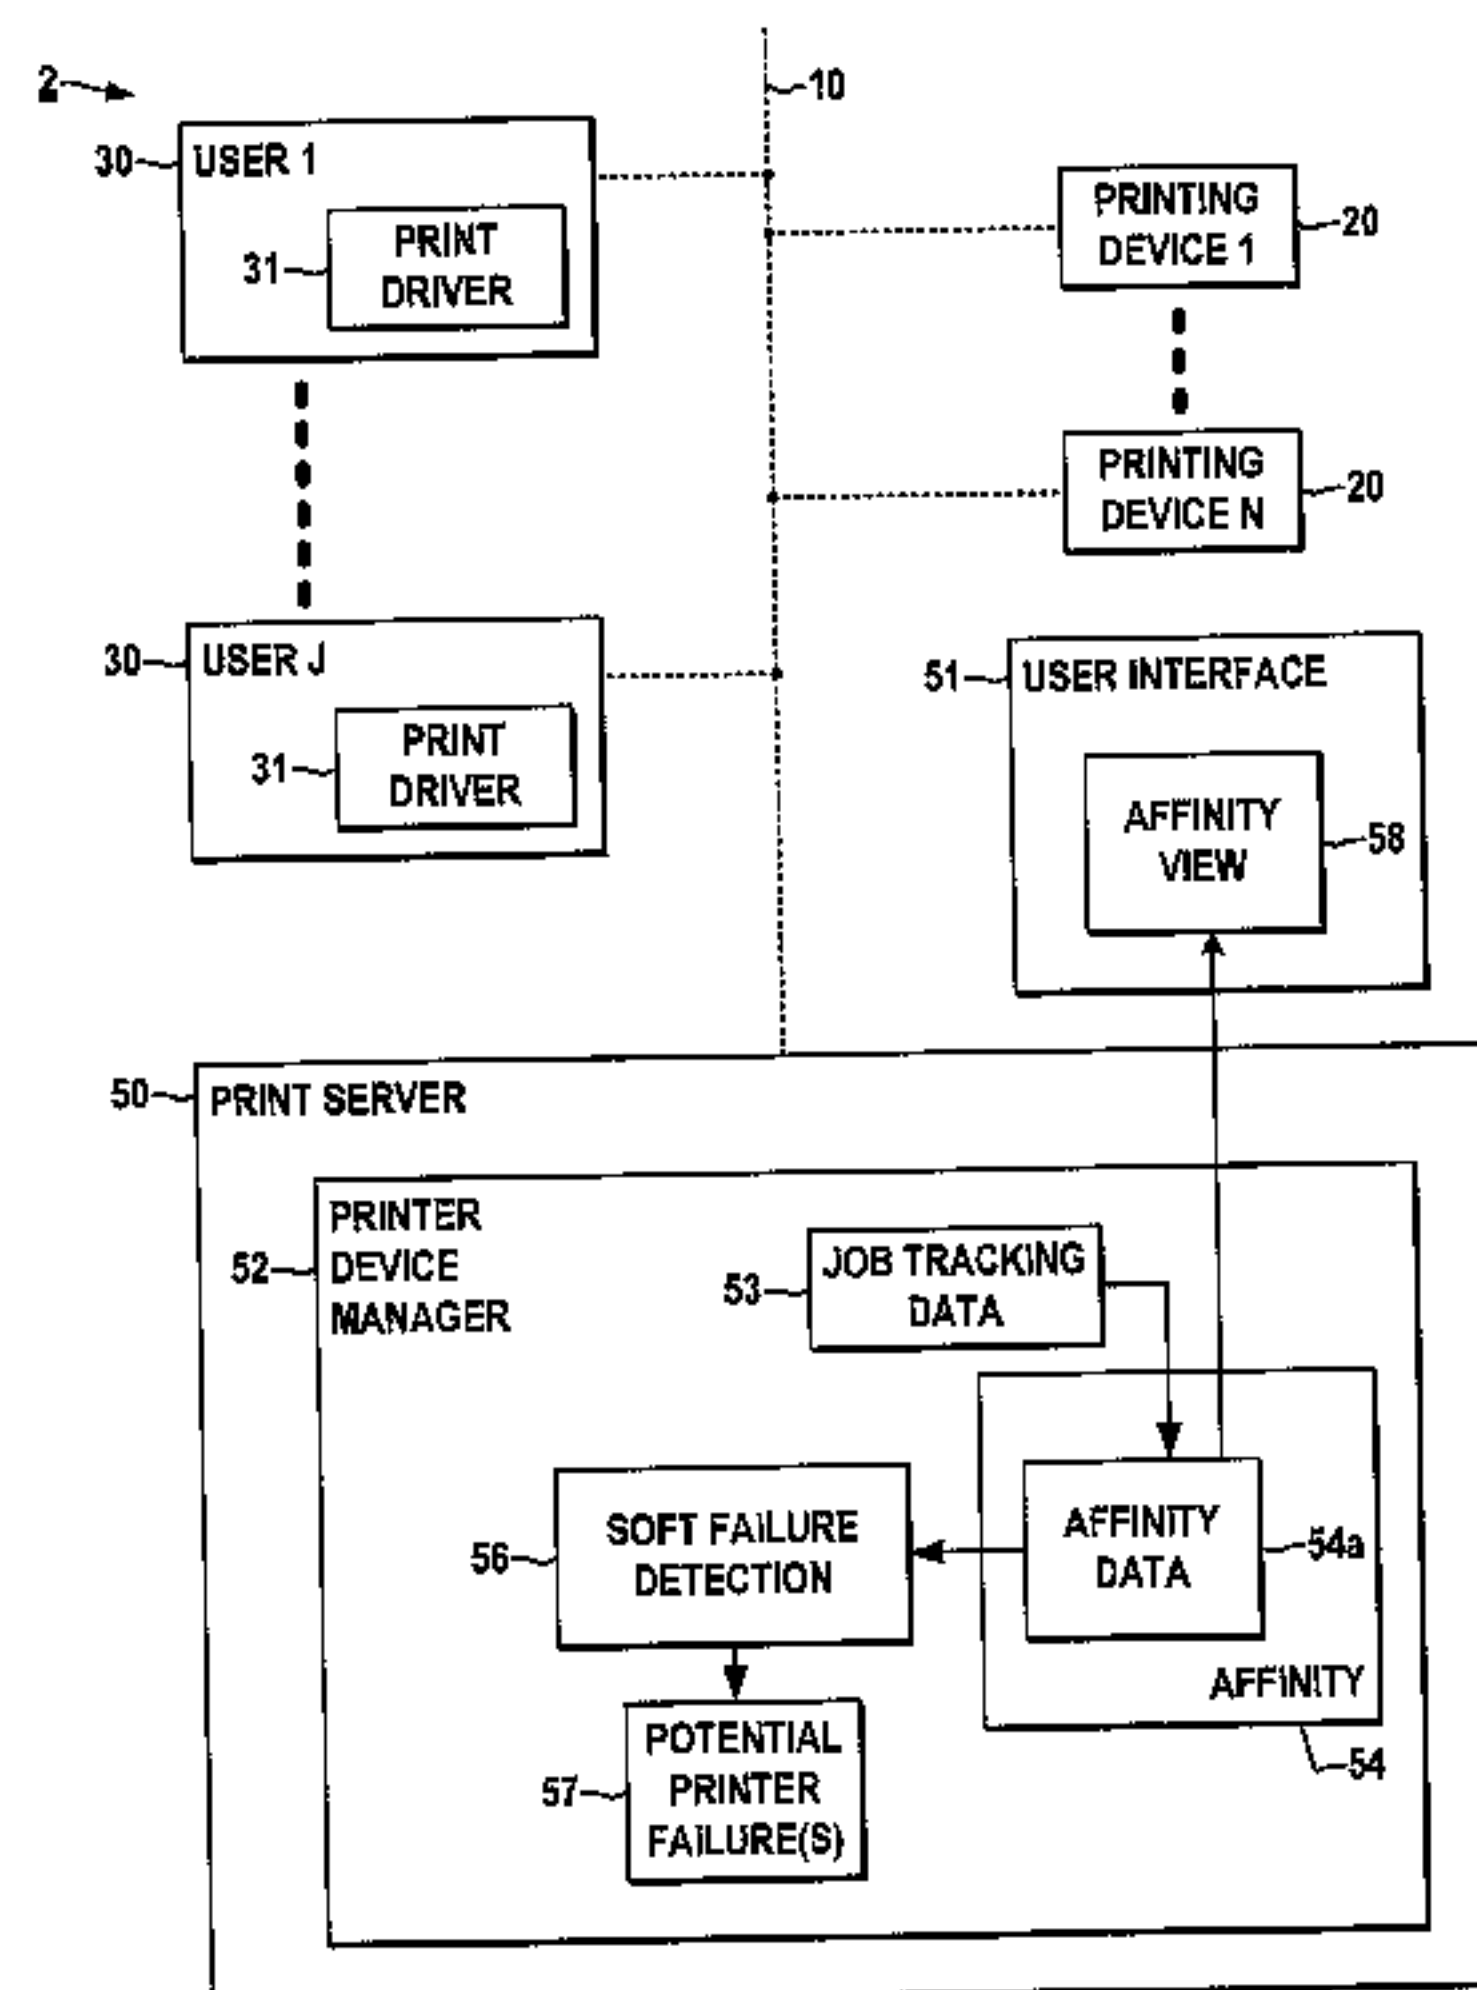 2
10
30
USER 1
31
PRINT
DRIVER
PRINTING
DEVICE 1
20
PRINTING
DEVICE N
20
30
USER J
31
PRINT
DRIVER
51
USER INTERFACE
AFFINITY
VIEW
58
50
PRINT SERVER
52
PRINTER
DEVICE
MANAGER
53
JOB TRACKING
DATA
56
SOFT FAILURE
DETECTION
AFFINITY
DATA
54a
AFFINITY
54
57
POTENTIAL
PRINTER
FAILURE(S)